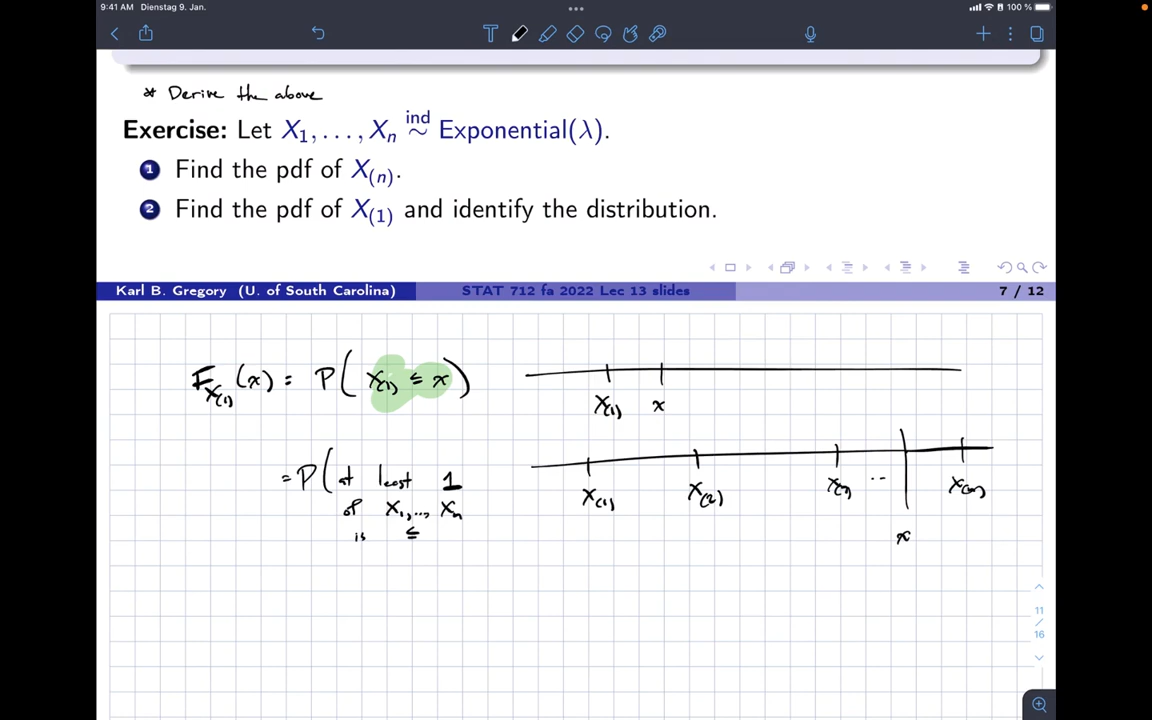 9:41 AM Dienstag 9. Jan.
100 %
* Derive the above
Exercise: Let X₁, . . . , Xₙ ind ∼ Exponential(λ).
1 Find the pdf of X₍ₙ₎.
2 Find the pdf of X₍₁₎ and identify the distribution.
Karl B. Gregory (U. of South Carolina) STAT 712 fa 2022 Lec 13 slides 7 / 12
F_X₍₁₎ (x) = P( X₍₁₎ ≤ x )
X₍₁₎ x
= P( at least 1
of X₁,..., Xₙ
is ≤
X₍₁₎ X₍₂₎ ··
x
11
/
16